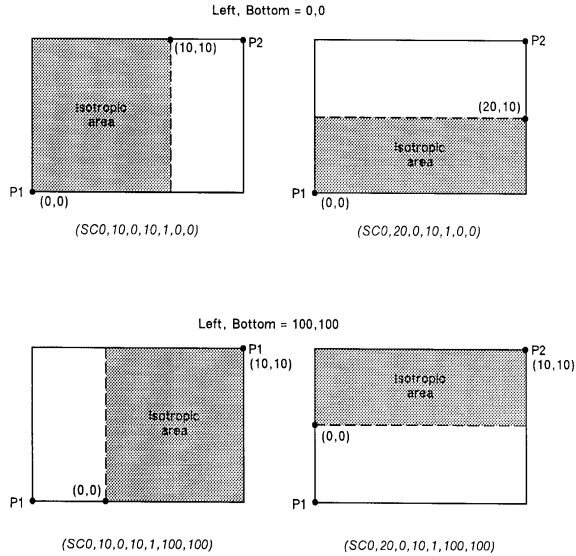 Left, Bottom = 0,0
(10,10)
P2
Isotropic
area
P1
(0,0)
(SC0,10,0,10,1,0,0)
P2
(20,10)
Isotropic
area
P1
(0,0)
(SC0,20,0,10,1,0,0)
Left, Bottom = 100,100
P1
(10,10)
Isotropic
area
(0,0)
P1
(SC0,10,0,10,1,100,100)
P2
(10,10)
Isotropic
area
(0,0)
P1
(SC0,20,0,10,1,100,100)